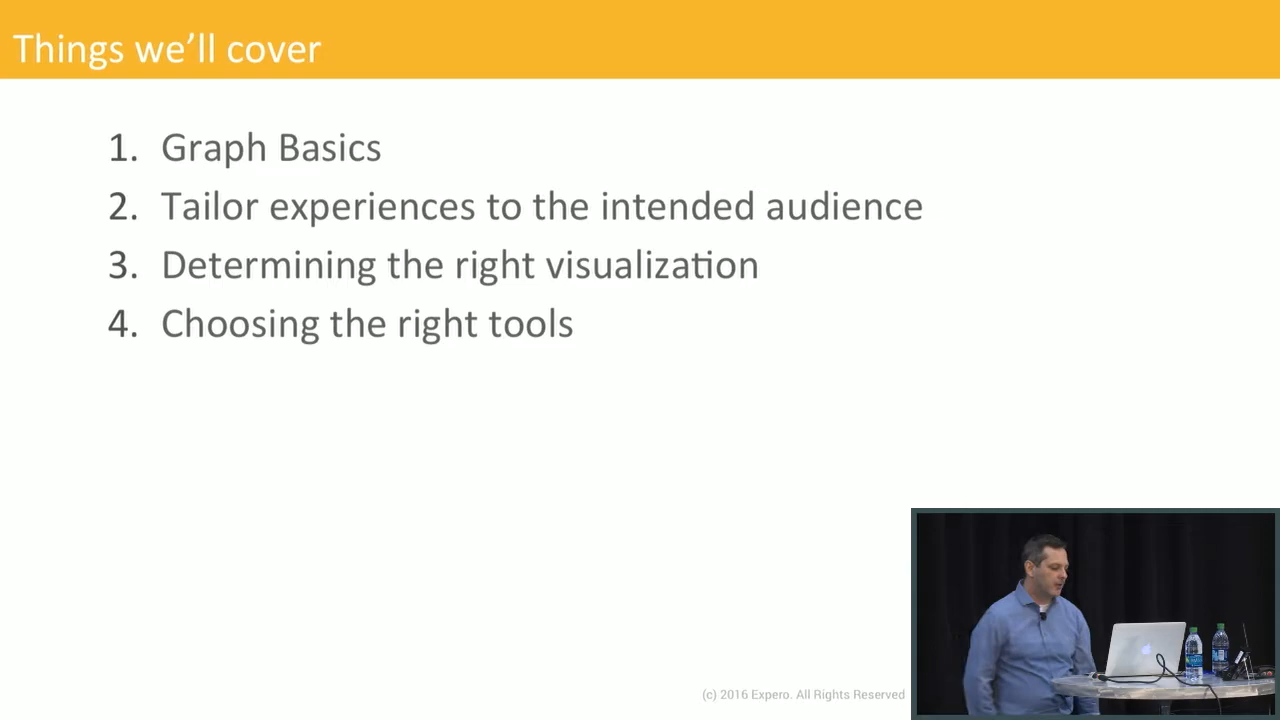 Things we'll cover
1. Graph Basics
2. Tailor experiences to the intended audience
3. Determining the right visualization
4. Choosing the right tools
(c) 2016 Expero. All Rights Reserved